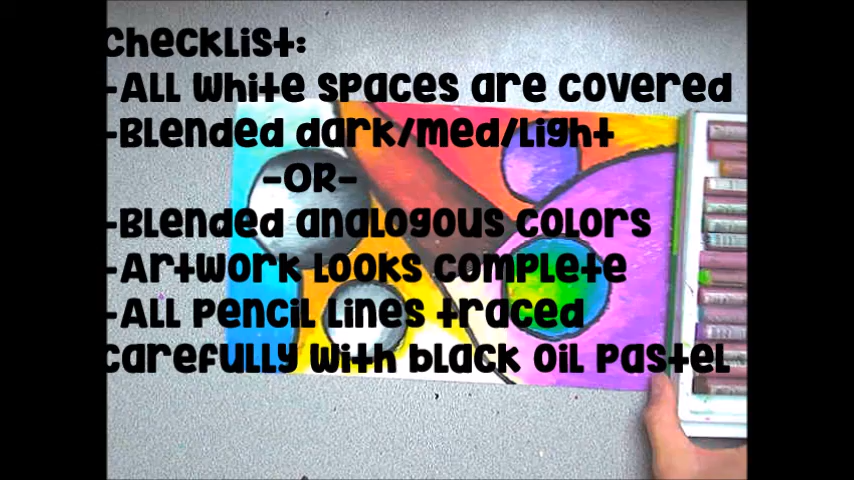 Checklist:
-All white spaces are covered
-Blended dark/med/light
-OR-
-Blended analogous colors
-Artwork looks complete
-All pencil lines traced
carefully with black oil pastel